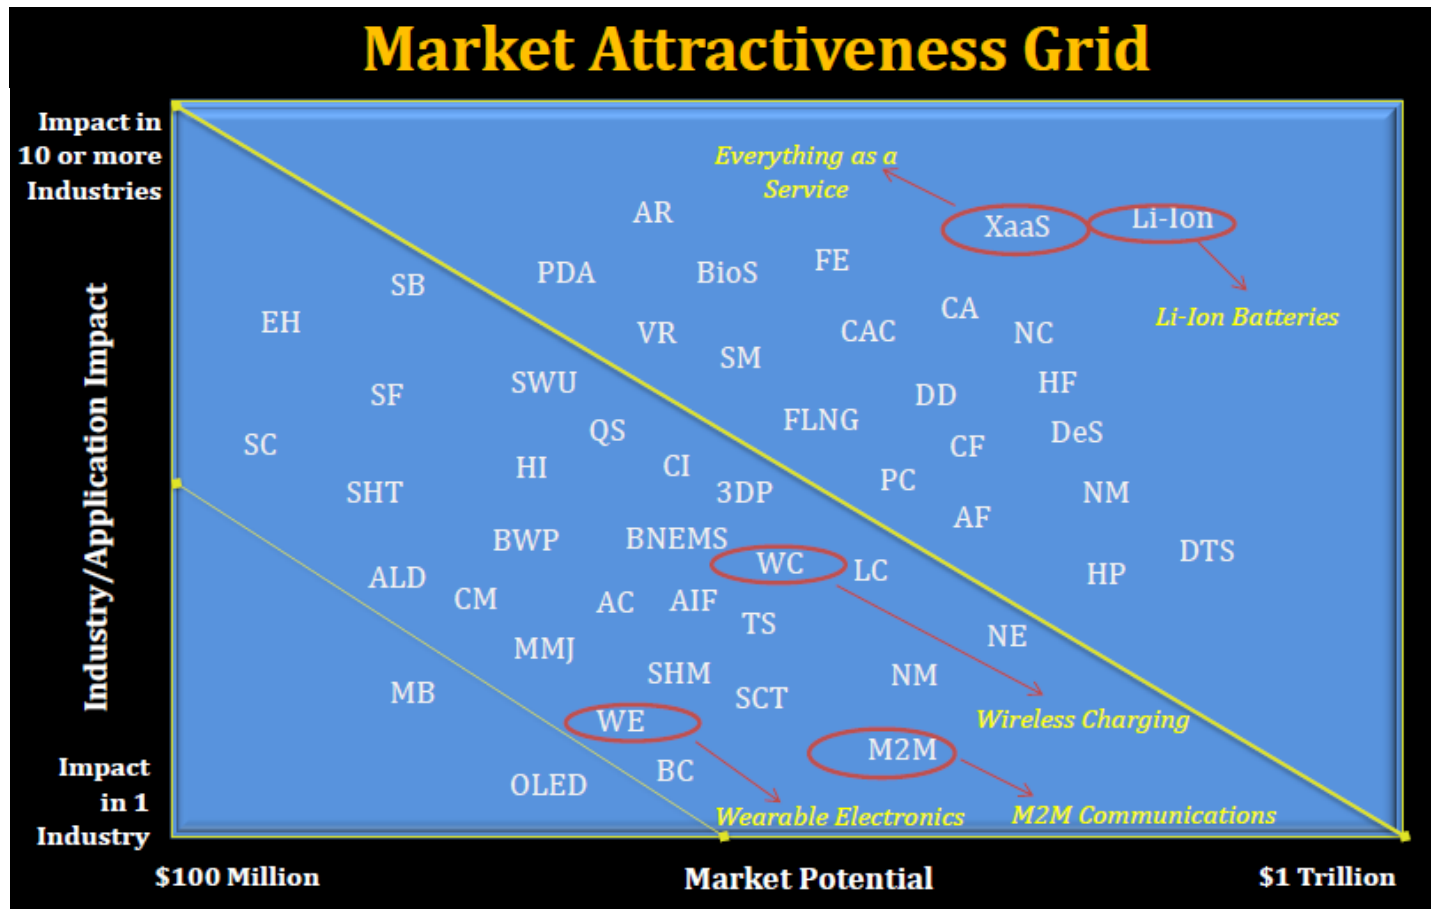 Market Attractiveness Grid
Impact in
10 or more
Industries
Everything as a
Service
AR
XaaS
Li-Ion
PDA
BioS
FE
SB
EH
CA
Li-Ion Batteries
VR
CAC
NC
SM
SWU
HF
SF
DD
FLNG
QS
DeS
SC
CF
HI
CI
PC
SHT
3DP
NM
AF
BWP
BNEMS
DTS
WC
LC
HP
ALD
CM
AC
AIF
TS
NE
MMJ
SHM
NM
MB
SCT
Wireless Charging
WE
M2M
BC
OLED
Wearable Electronics
M2M Communications
Industry/Application Impact
Impact
in 1
Industry
$100 Million
Market Potential
$1 Trillion